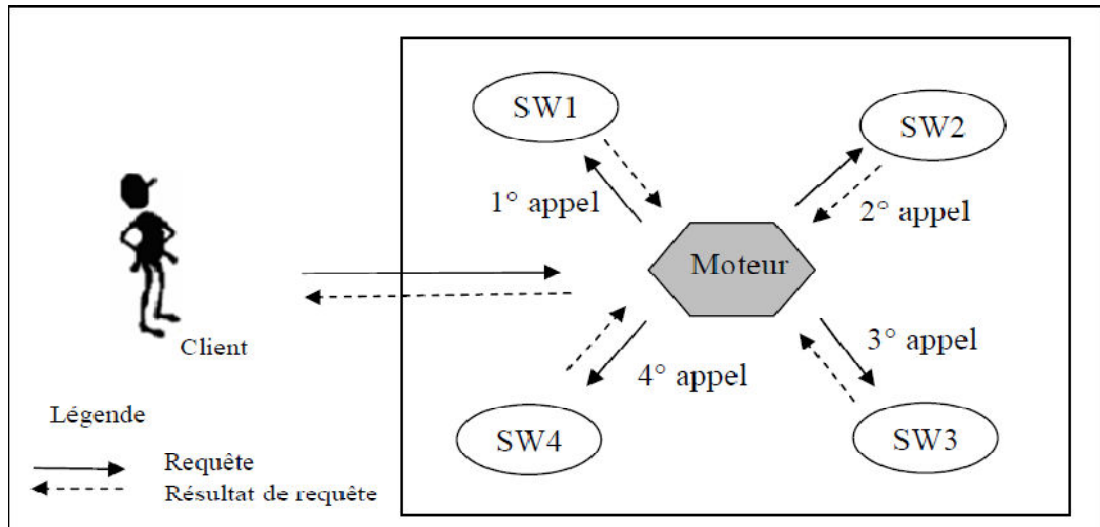 SW1
SW2
1° appel
2° appel
Moteur
Client
3° appel
4° appel
SW4
SW3
Légende
Requête
Résultat de requête